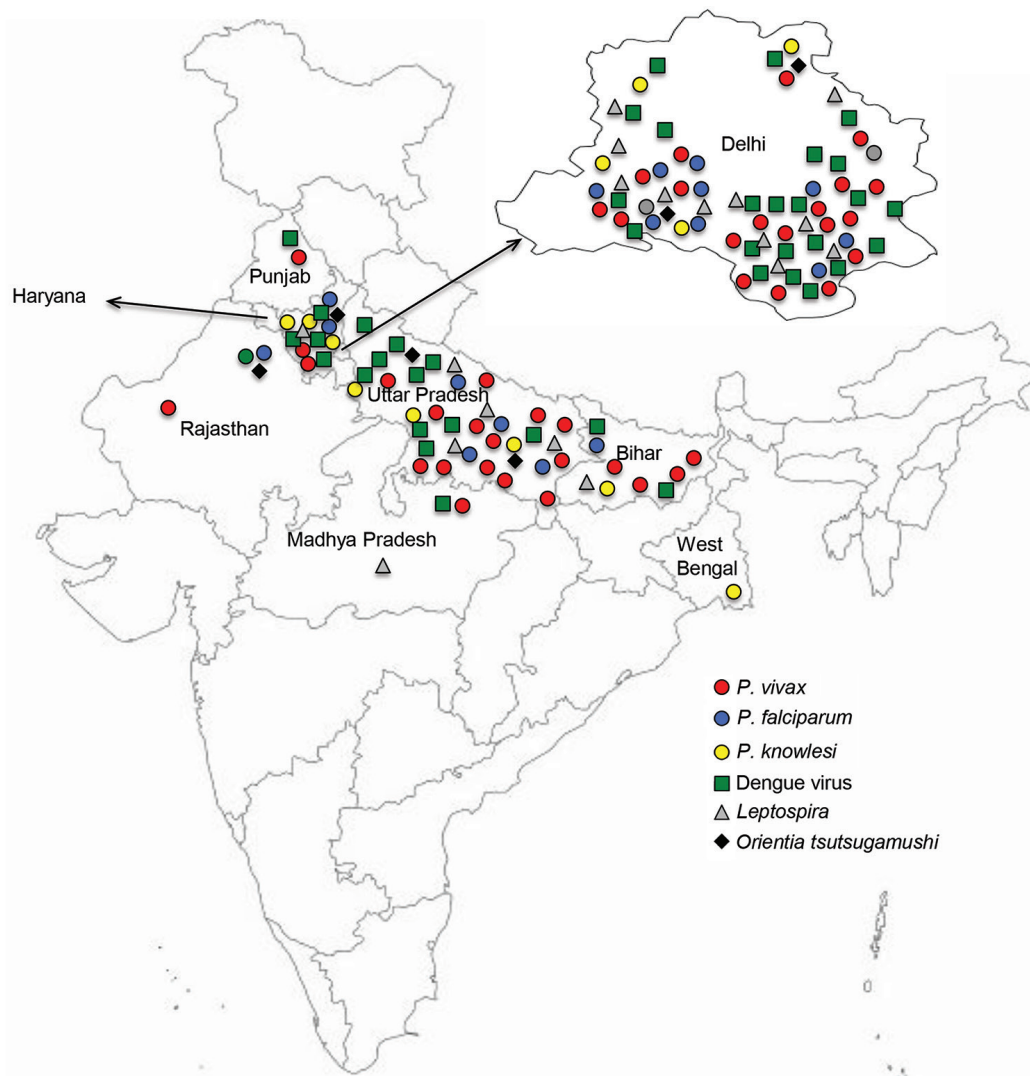 Delhi
Punjab
Haryana
Uttar Pradesh
Rajasthan
Bihar
Madhya Pradesh
West
Bengal
P. vivax
P. falciparum
P. knowlesi
Dengue virus
Leptospira
Orientia tsutsugamushi